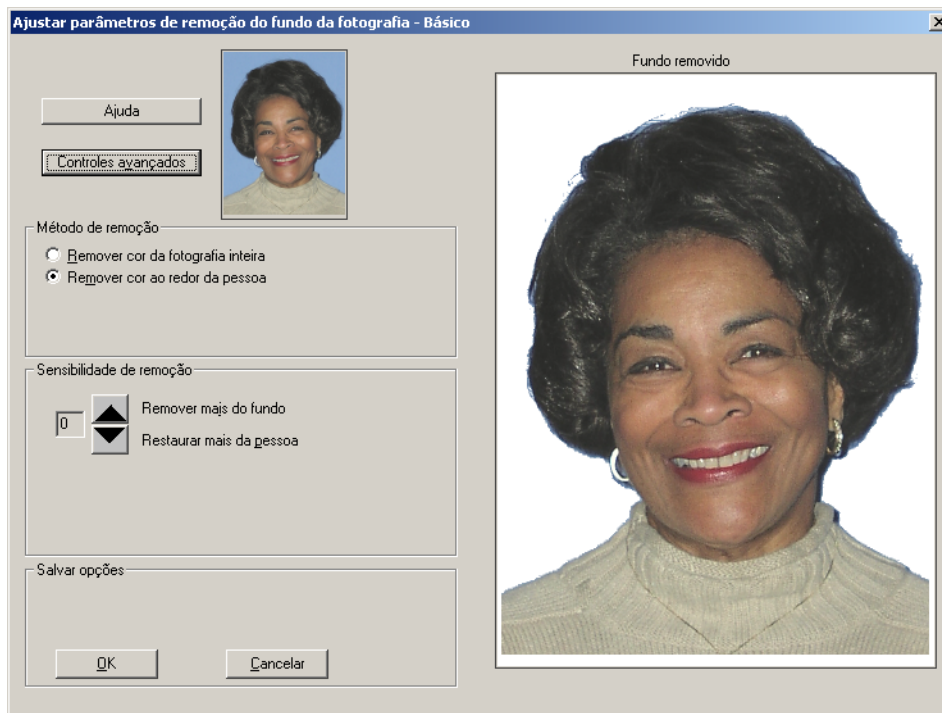 Ajustar parâmetros de remoção do fundo da fotografia - Básico
Fundo removido
Ajuda
Controles avançados
Método de remoção
Remover cor da fotografia inteira
Remover cor ao redor da pessoa
Sensibilidade de remoção
0
Remover mais do fundo
Restaurar mais da pessoa
Salvar opções
OK
Cancelar